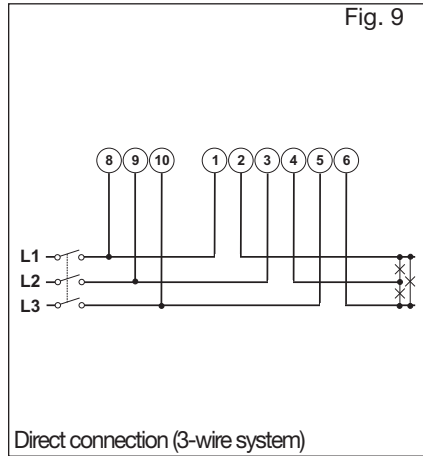 Fig. 9
8 9 10 1 2 3 4 5 6
L1
L2
L3
Direct connection (3-wire system)